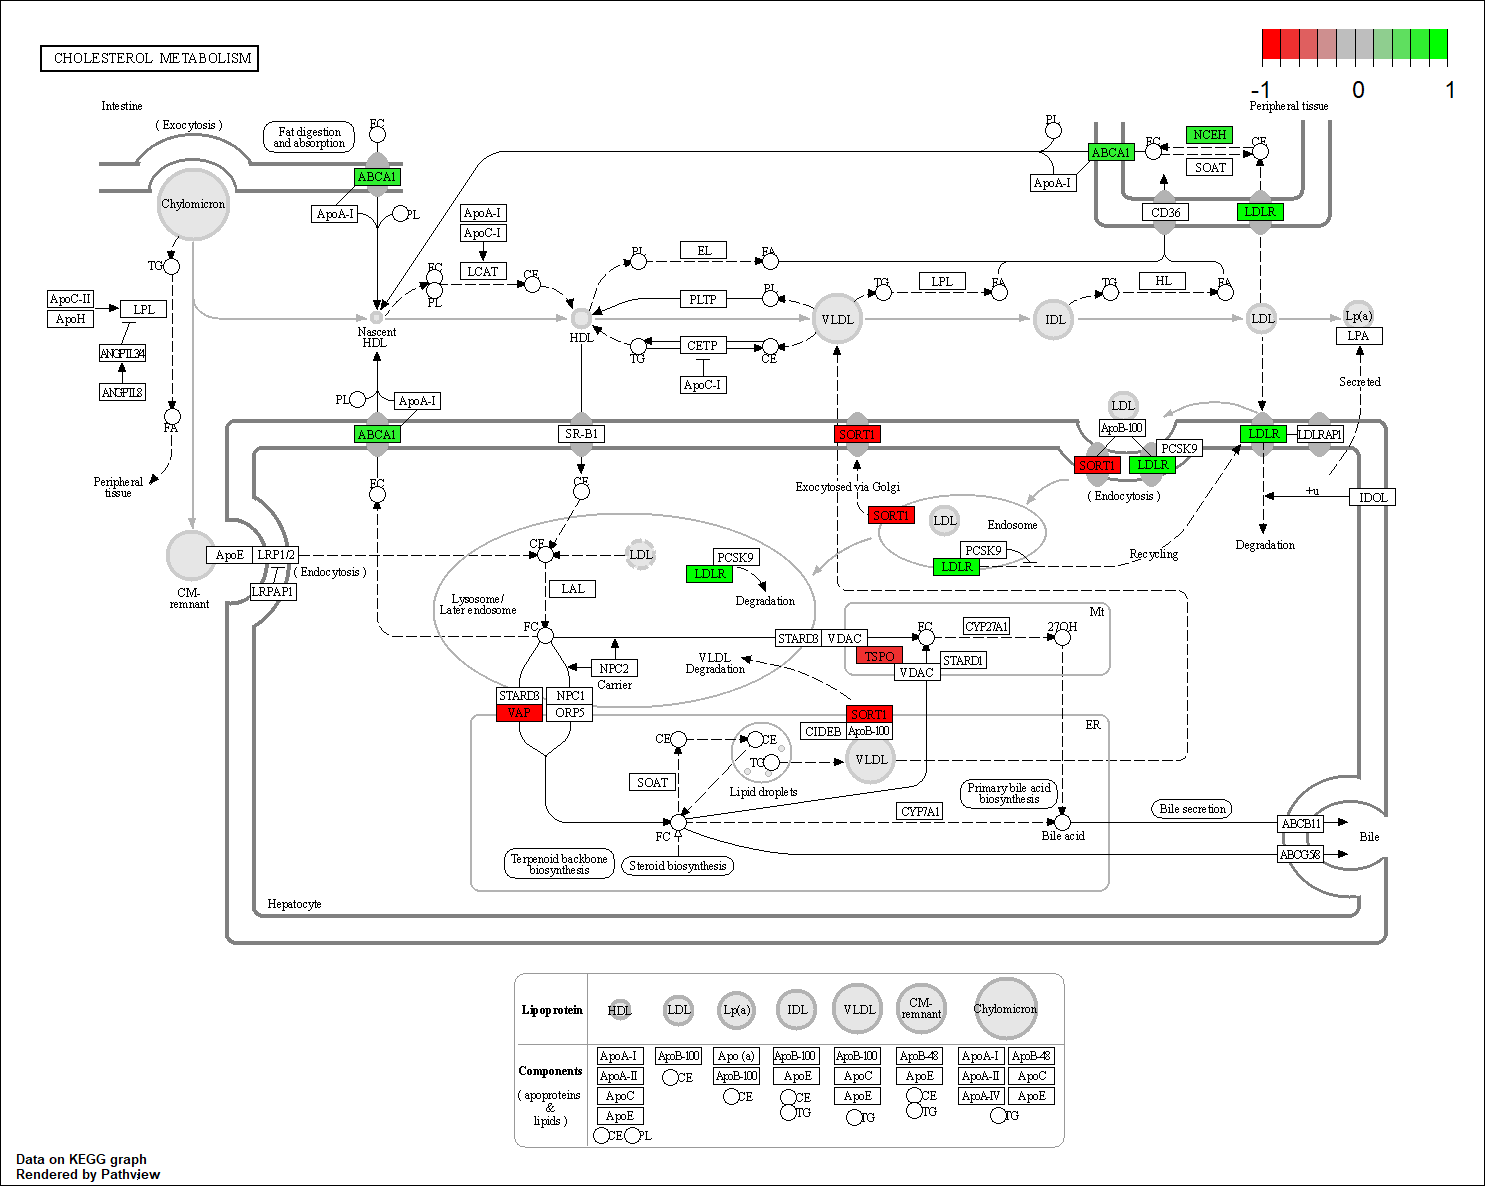 CHOLESTEROL METABOLISM
-1
0
1
Intestine
( Exocytosis )
Fat digestion
and absorption
FC
ABCA1
ApoA-I
PL
Chylomicron
TG
ApoC-II
ApoH
LPL
ANGPTL3/4
ANGPTL8
FA
Peripheral
tissue
ApoA-I
ApoC-I
LCAT
FC
PL
CE
Nascent
HDL
HDL
PL
EL
FA
PLTP
PL
CETP
TG
CE
ApoC-I
VLDL
TG
LPL
FA
IDL
TG
HL
FA
LDL
Lp(a)
LPA
Secreted
Peripheral tissue
PL
ABCA1
ApoA-I
FC
NCEH
SOAT
CE
CD36
LDLR
PL
ApoA-I
ABCA1
FC
SR-B1
CE
SORT1
Exocytosed via Golgi
SORT1
LDL
ApoB-100
SORT1
LDLR
PCSK9
( Endocytosis )
LDLR
LDLRAP1
+u
IDOL
Degradation
LDL
Endosome
PCSK9
LDLR
Recycling
CM-
remnant
ApoE
LRP1/2
LRPAP1
( Endocytosis )
CE
LDL
LAL
PCSK9
LDLR
Degradation
Lysosome/
Later endosome
FC
NPC2
Carrier
STARD3
VDAC
VLDL
Degradation
Mt
FC
CYP27A1
27OH
TSPO
VDAC
STARD1
STARD3
NPC1
VAP
ORP5
SORT1
CIDEB
ApoB-100
VLDL
ER
CE
CE
TG
Lipid droplets
SOAT
FC
CYP7A1
Primary bile acid
biosynthesis
Bile acid
Bile secretion
ABCB11
ABCG5/8
Bile
Terpenoid backbone
biosynthesis
Steroid biosynthesis
Hepatocyte
Lipoprotein
HDL
LDL
Lp(a)
IDL
VLDL
CM-
remnant
Chylomicron
Components
( apoproteins
&
lipids )
ApoA-I
ApoA-II
ApoC
ApoE
CE
PL
ApoB-100
CE
Apo (a)
ApoB-100
CE
ApoB-100
ApoE
CE
TG
ApoB-100
ApoC
ApoE
TG
ApoB-48
ApoE
CE
TG
ApoA-I
ApoB-48
ApoA-II
ApoC
ApoA-IV
ApoE
TG
Data on KEGG graph
Rendered by Pathview